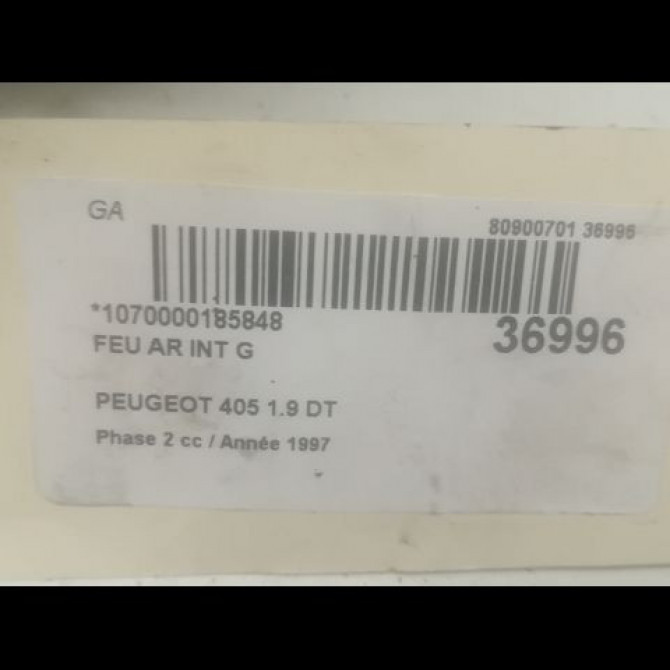 GA
80900701 36996
*1070000185848
36996
FEU AR INT G
PEUGEOT 405 1.9 DT
Phase 2 cc / Année 1997